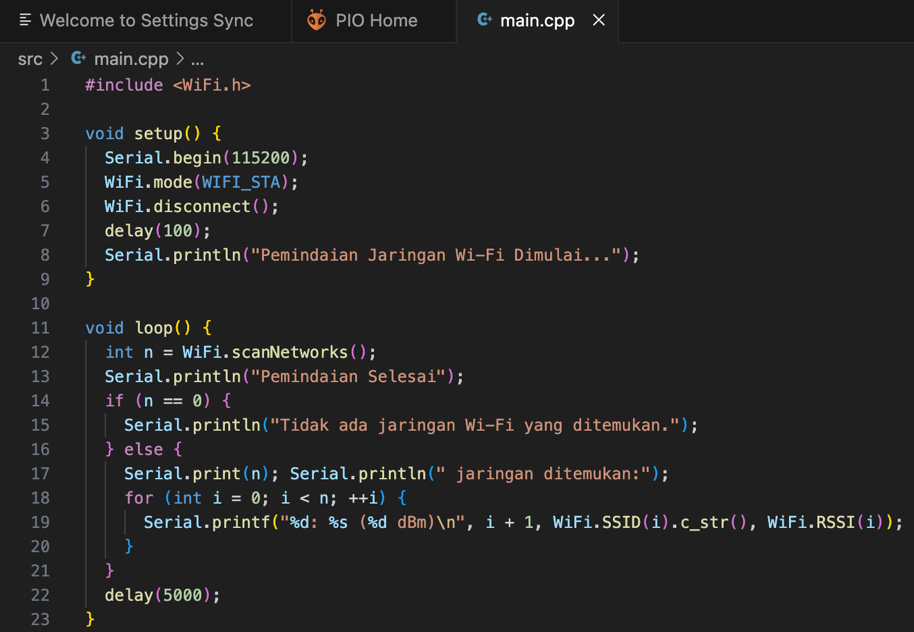 Welcome to Settings Sync PIO Home main.cpp
src > main.cpp > ...
1 #include <WiFi.h>
2
3 void setup() {
4   Serial.begin(115200);
5   WiFi.mode(WIFI_STA);
6   WiFi.disconnect();
7   delay(100);
8   Serial.println("Pemindaian Jaringan Wi-Fi Dimulai...");
9 }
10
11 void loop() {
12   int n = WiFi.scanNetworks();
13   Serial.println("Pemindaian Selesai");
14   if (n == 0) {
15     Serial.println("Tidak ada jaringan Wi-Fi yang ditemukan.");
16   } else {
17     Serial.print(n); Serial.println(" jaringan ditemukan:");
18     for (int i = 0; i < n; ++i) {
19       Serial.printf("%d: %s (%d dBm)\n", i + 1, WiFi.SSID(i).c_str(), WiFi.RSSI(i));
20     }
21   }
22   delay(5000);
23 }